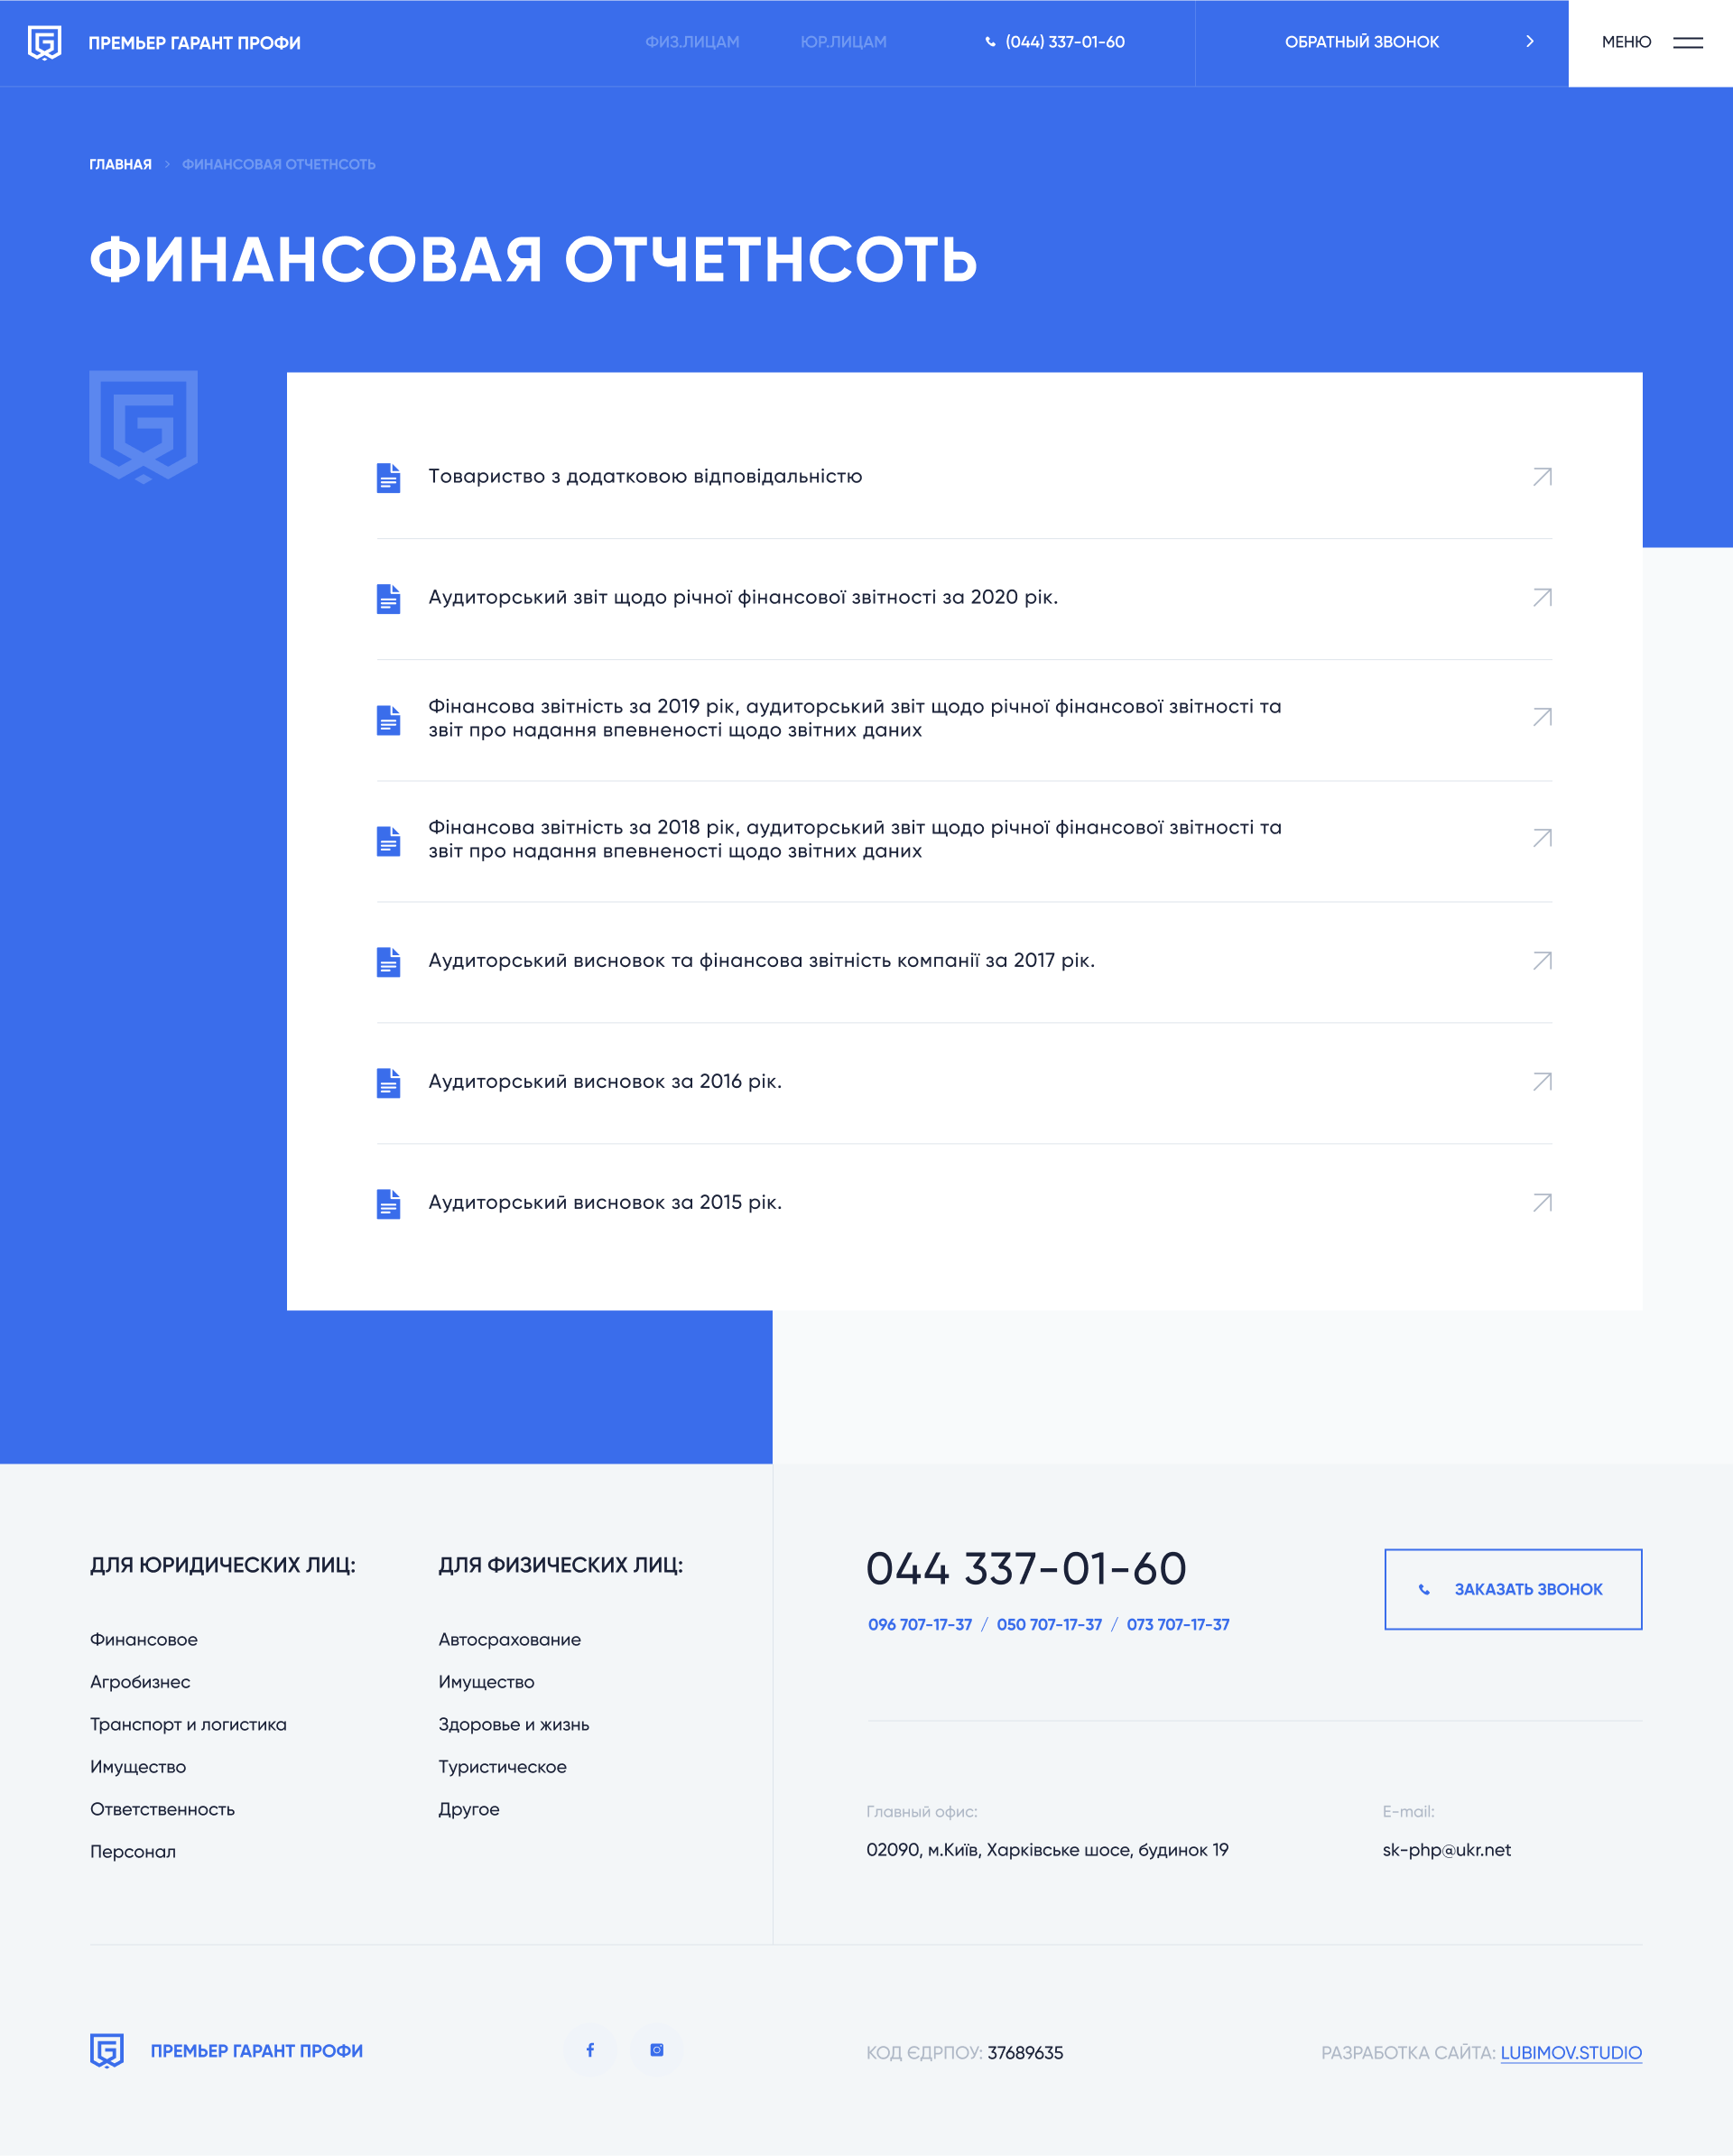 ПРЕМЬЕР ГАРАНТ ПРОФИ
ФИЗ.ЛИЦАМ
ЮР.ЛИЦАМ
(044) 337-01-60
ОБРАТНЫЙ ЗВОНОК
МЕНЮ
ГЛАВНАЯ
ФИНАНСОВАЯ ОТЧЕТНСОТЬ
ФИНАНСОВАЯ ОТЧЕТНСОТЬ
Товариство з додатковою відповідальністю
Аудиторський звіт щодо річної фінансової звітності за 2020 рік.
Фінансова звітність за 2019 рік, аудиторський звіт щодо річної фінансової звітності та
звіт про надання впевненості щодо звітних даних
Фінансова звітність за 2018 рік, аудиторський звіт щодо річної фінансової звітності та
звіт про надання впевненості щодо звітних даних
Аудиторський висновок та фінансова звітність компанії за 2017 рік.
Аудиторський висновок за 2016 рік.
Аудиторський висновок за 2015 рік.
ДЛЯ ЮРИДИЧЕСКИХ ЛИЦ:
Финансовое
Агробизнес
Транспорт и логистика
Имущество
Ответственность
Персонал
ДЛЯ ФИЗИЧЕСКИХ ЛИЦ:
Автосрахование
Имущество
Здоровье и жизнь
Туристическое
Другое
044 337-01-60
096 707-17-37 / 050 707-17-37 / 073 707-17-37
ЗАКАЗАТЬ ЗВОНОК
Главный офис:
02090, м.Київ, Харківське шосе, будинок 19
E-mail:
sk-php@ukr.net
ПРЕМЬЕР ГАРАНТ ПРОФИ
КОД ЄДРПОУ: 37689635
РАЗРАБОТКА САЙТА: LUBIMOV.STUDIO